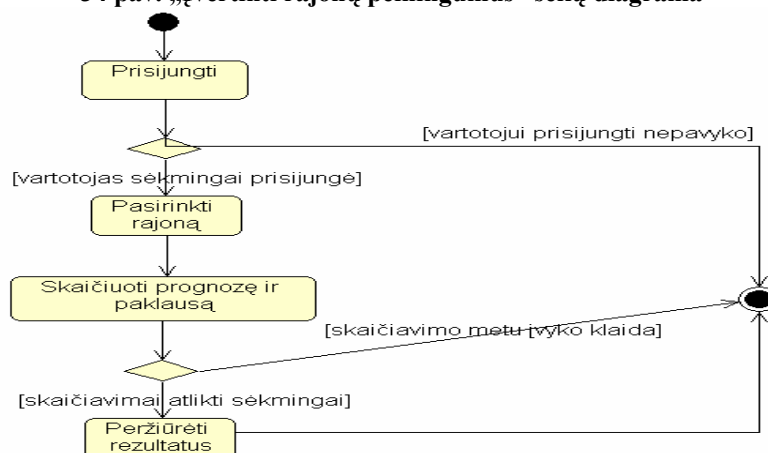 Prisijungti
[vartotojui prisijungti nepavyko]
[vartotojas sėkmingai prisijungė]
Pasirinkti
rajoną
Skaičiuoti prognozę ir
paklausą
[skaičiavimo metu įvyko klaida]
[skaičiavimai atlikti sėkmingai]
Peržiūrėti
rezultatus